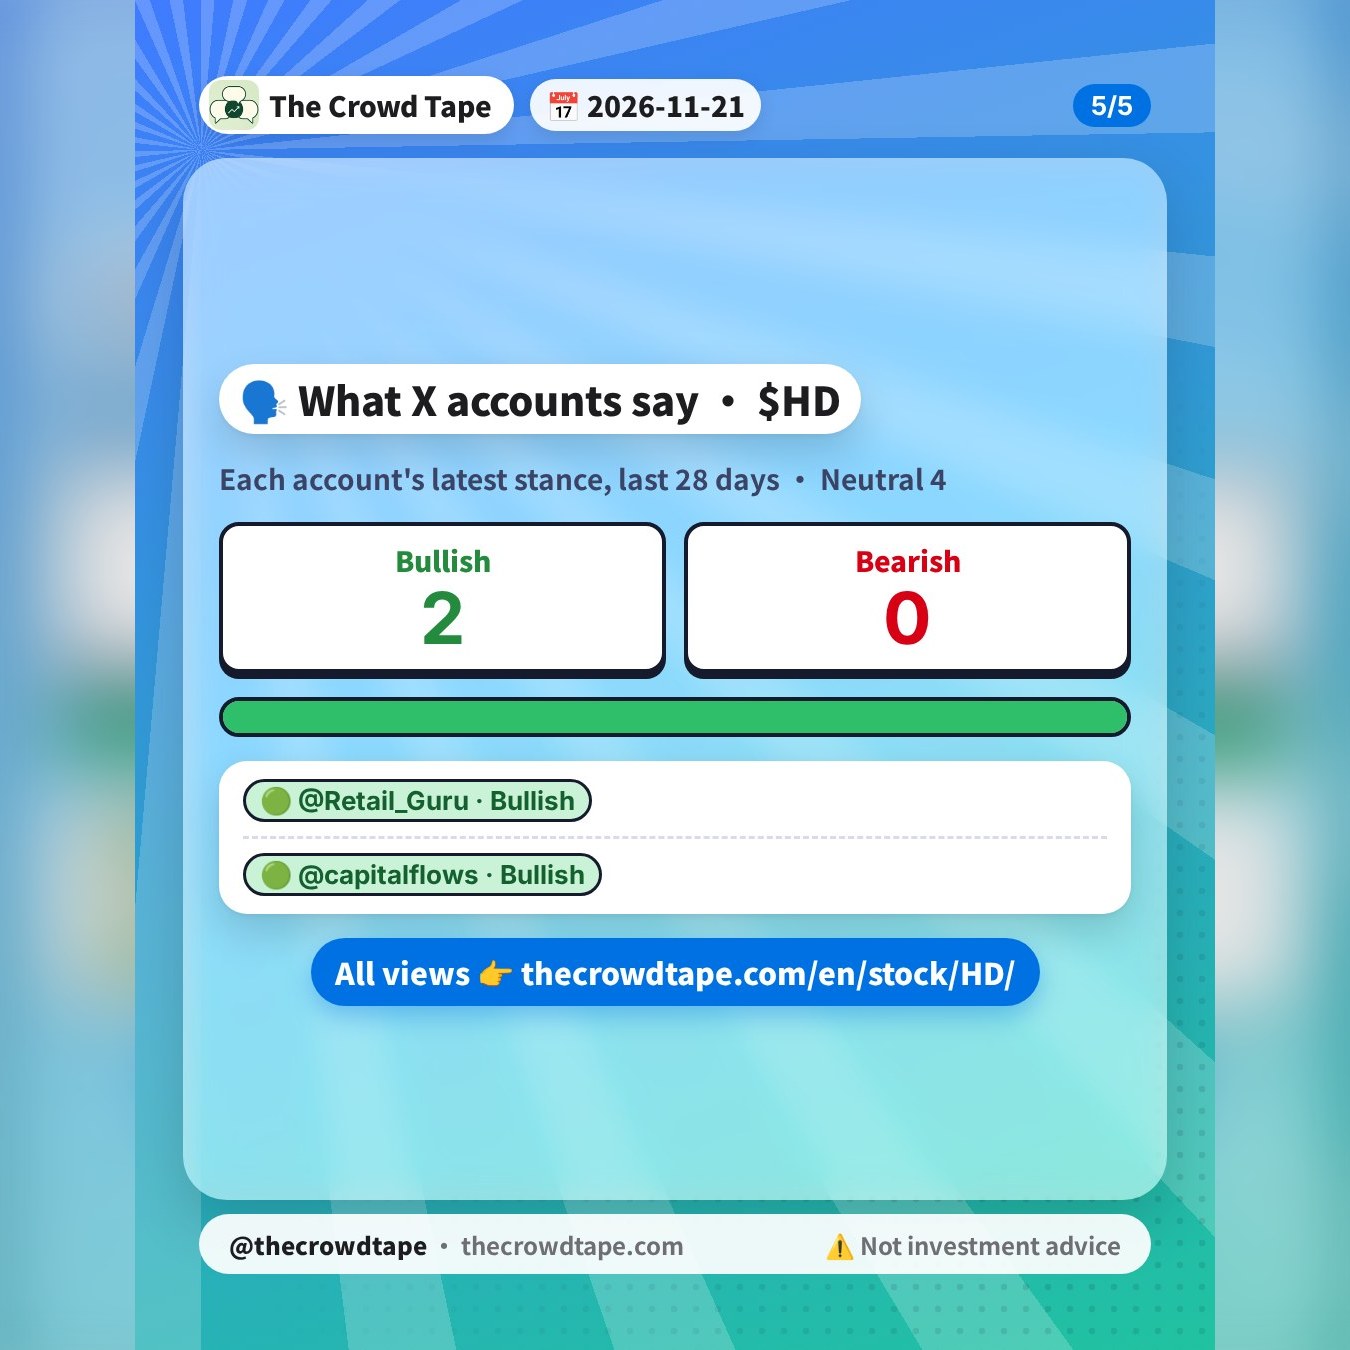 The Crowd Tape
2026-11-21
5/5
What X accounts say • $HD
Each account's latest stance, last 28 days • Neutral 4
Bullish
2
Bearish
0
@Retail_Guru · Bullish
@capitalflows · Bullish
All views 👉 thecrowdtape.com/en/stock/HD/
@thecrowdtape • thecrowdtape.com
⚠️ Not investment advice